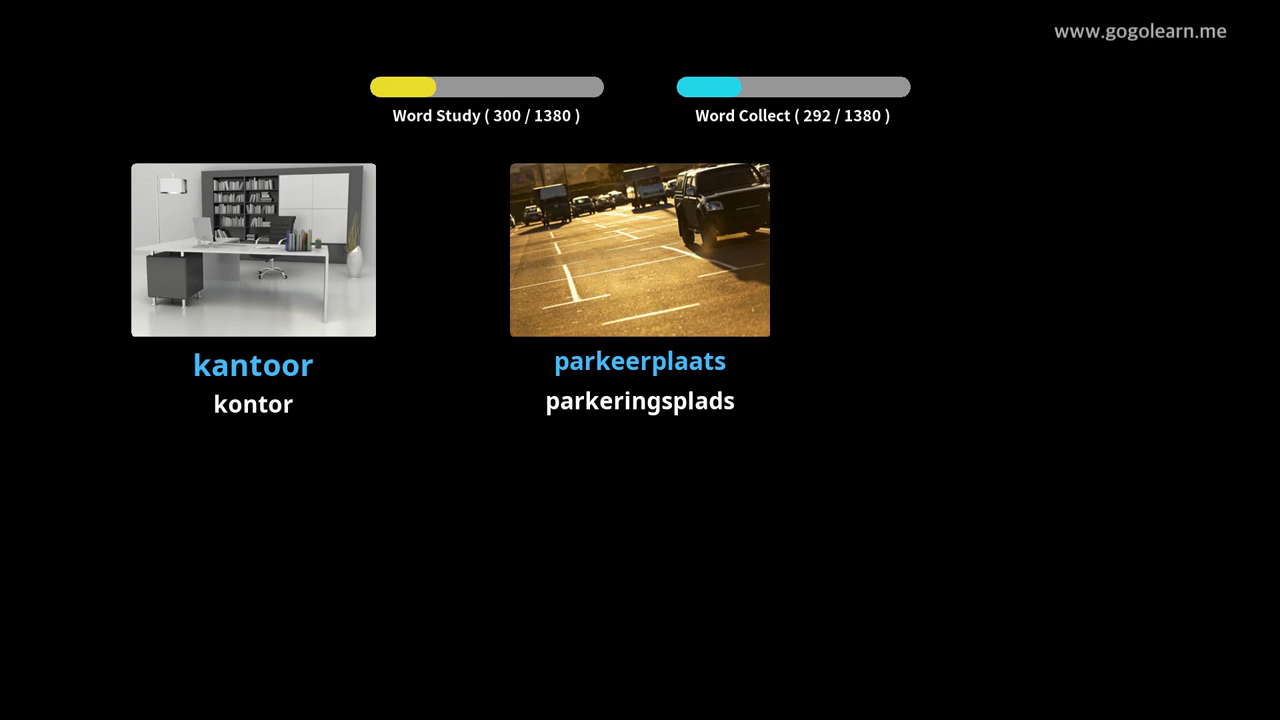 www.gogolearn.me
Word Study ( 300 / 1380 )
Word Collect ( 292 / 1380 )
kantoor
kontor
parkeerplaats
parkeringsplads